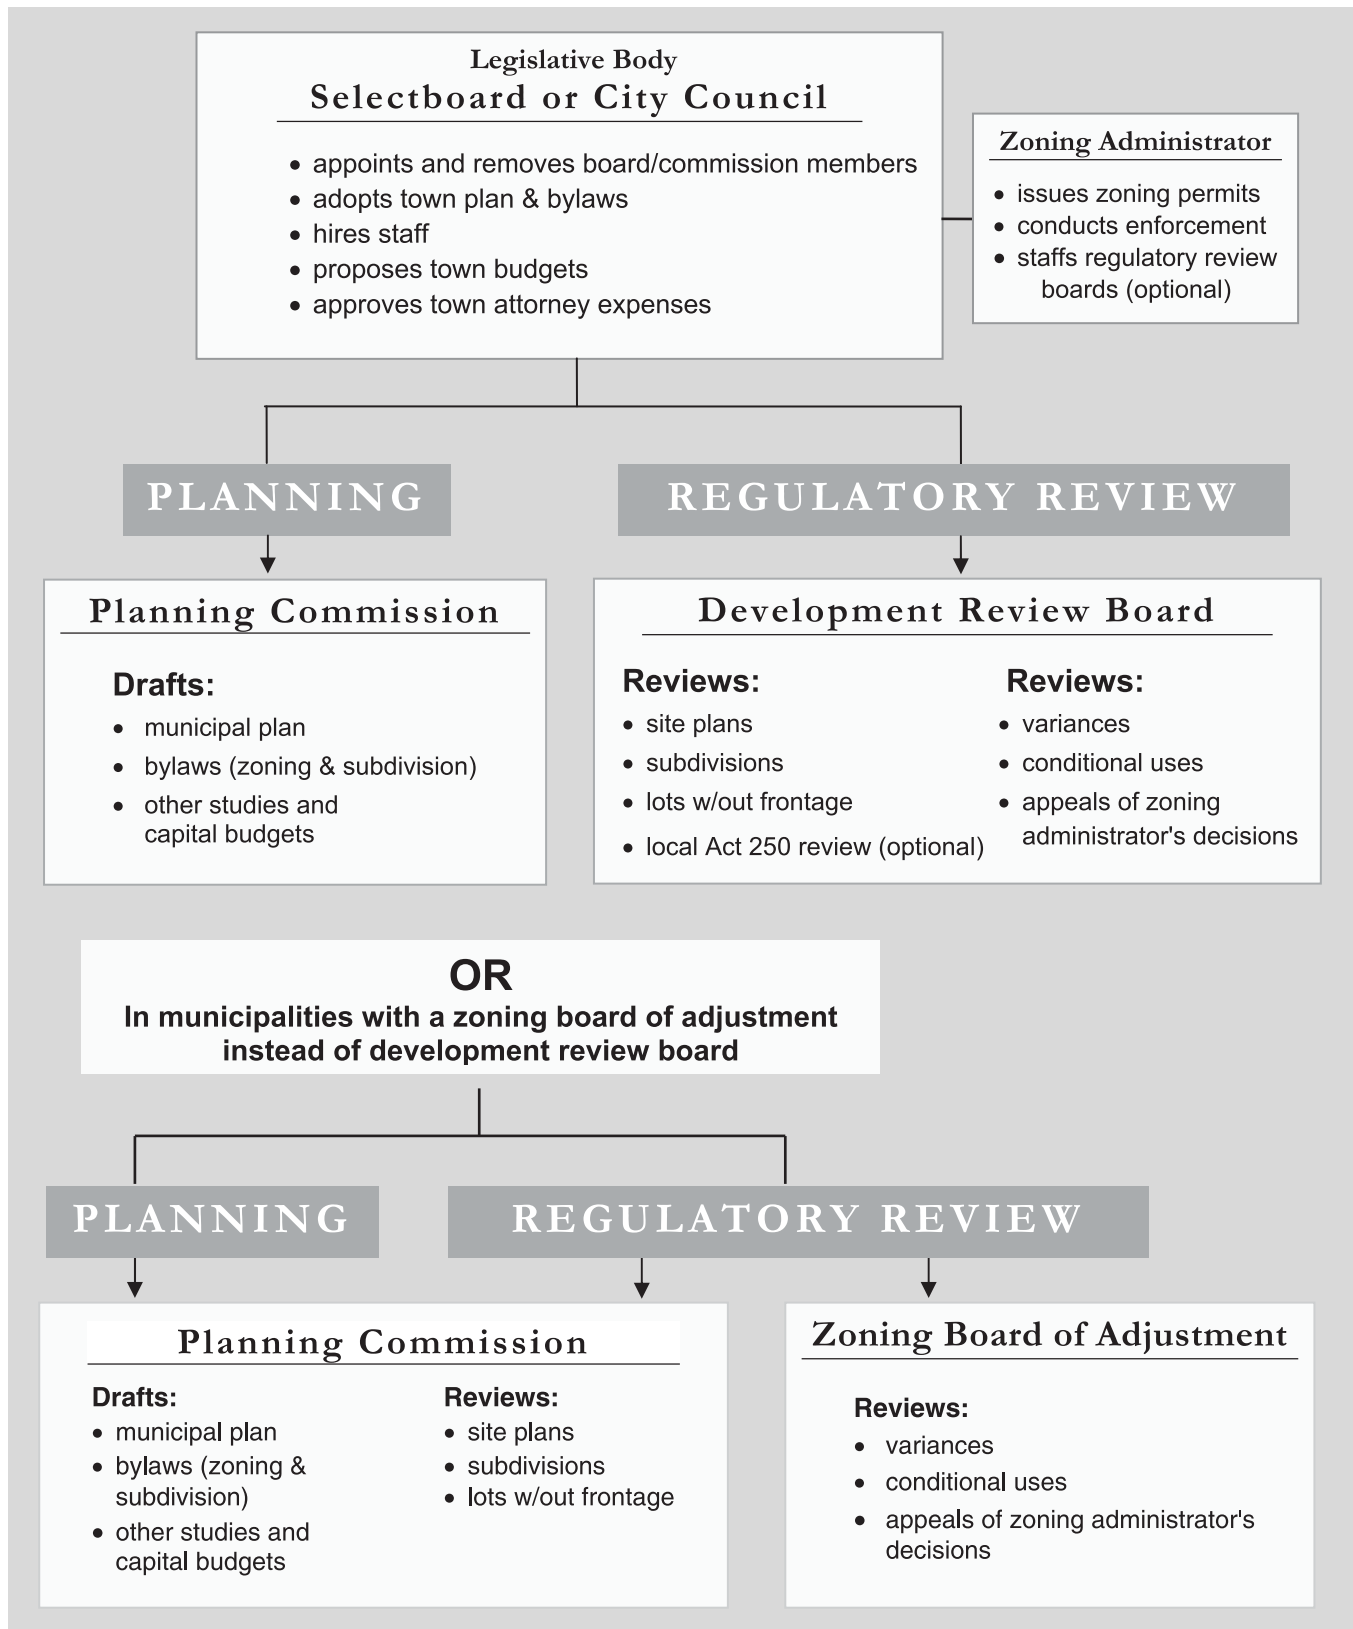 Legislative Body
Selectboard or City Council
• appoints and removes board/commission members
• adopts town plan & bylaws
• hires staff
• proposes town budgets
• approves town attorney expenses
Zoning Administrator
• issues zoning permits
• conducts enforcement
• staffs regulatory review
boards (optional)
PLANNING
REGULATORY REVIEW
Planning Commission
Drafts:
• municipal plan
• bylaws (zoning & subdivision)
• other studies and
capital budgets
Development Review Board
Reviews:
• site plans
• subdivisions
• lots w/out frontage
• local Act 250 review (optional)
Reviews:
• variances
• conditional uses
• appeals of zoning
administrator's decisions
OR
In municipalities with a zoning board of adjustment
instead of development review board
PLANNING
REGULATORY REVIEW
Planning Commission
Drafts:
• municipal plan
• bylaws (zoning &
subdivision)
• other studies and
capital budgets
Reviews:
• site plans
• subdivisions
• lots w/out frontage
Zoning Board of Adjustment
Reviews:
• variances
• conditional uses
• appeals of zoning administrator's
decisions